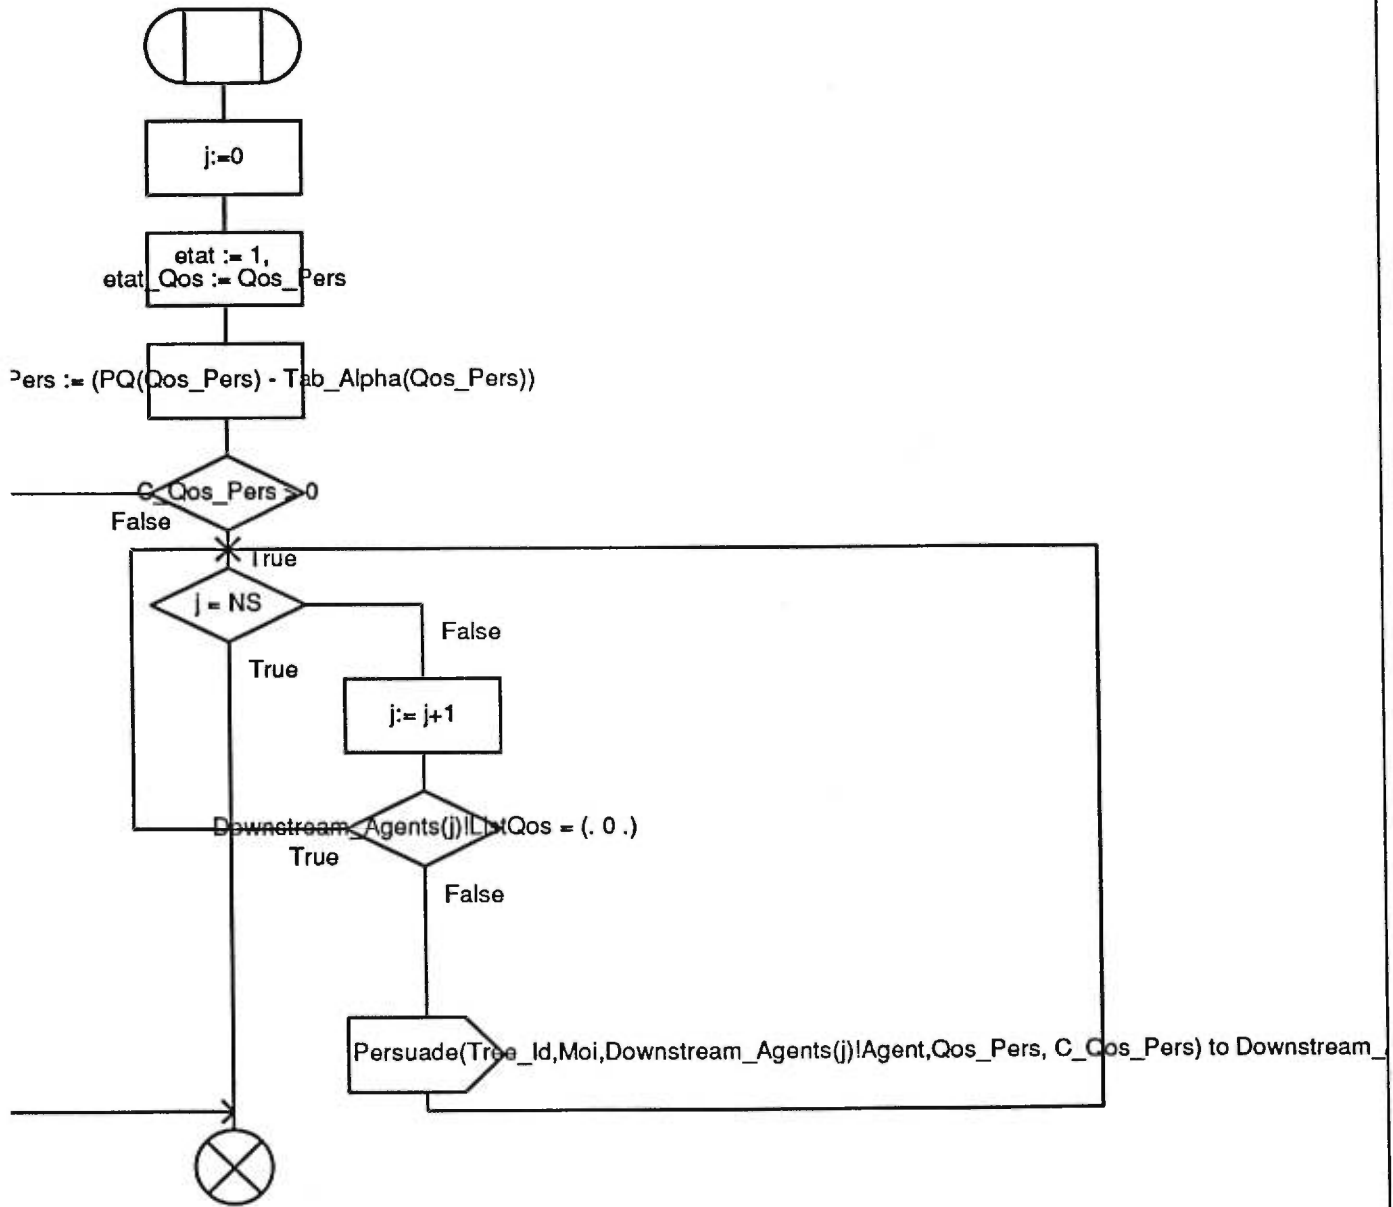 j:=0
etat := 1,
etat_Qos := Qos_Pers
Pers := (PQ(Qos_Pers) - Tab_Alpha(Qos_Pers))
C_Qos_Pers > 0
False
True
j = NS
False
True
j:= j+1
Downstream_Agents(j)!ListQos = (. 0 .)
True
False
Persuade(Tree_Id,Moi,Downstream_Agents(j)!Agent,Qos_Pers, C_Qos_Pers) to Downstream_